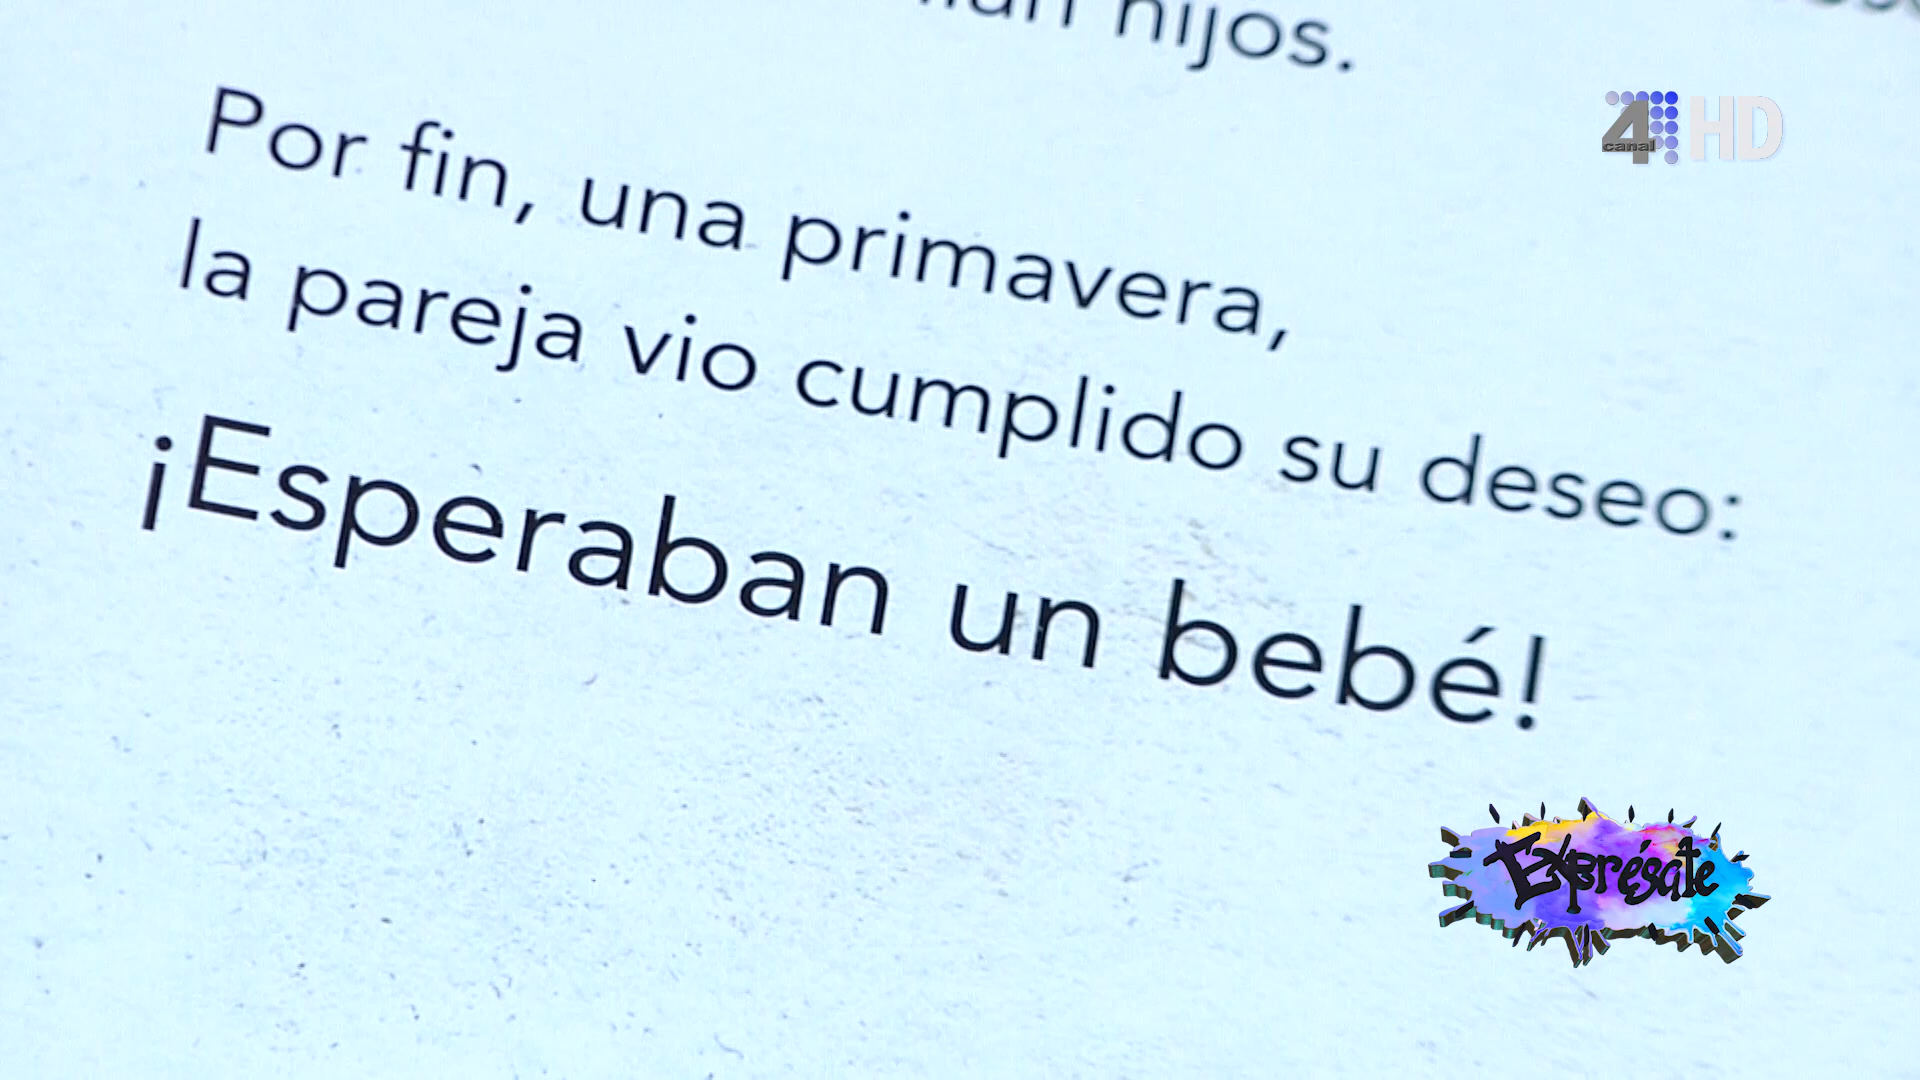 hijos.
Por fin, una primavera,
la pareja vio cumplido su deseo:
¡Esperaban un bebé!
4 HD
canal
Exprésate